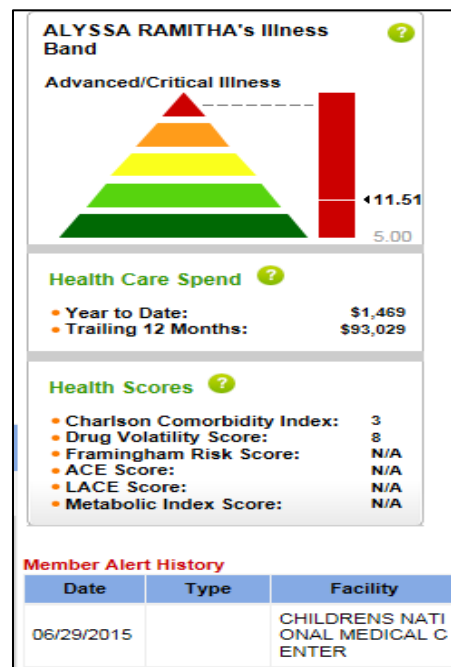 ALYSSA RAMITHA's Illness
Band
?
Advanced/Critical Illness
11.51
5.00
Health Care Spend ?
Year to Date: $1,469
Trailing 12 Months: $93,029
Health Scores ?
Charlson Comorbidity Index: 3
Drug Volatility Score: 8
Framingham Risk Score: N/A
ACE Score: N/A
LACE Score: N/A
Metabolic Index Score: N/A
Member Alert History
Date Type Facility
06/29/2015 CHILDRENS NATI
ONAL MEDICAL C
ENTER